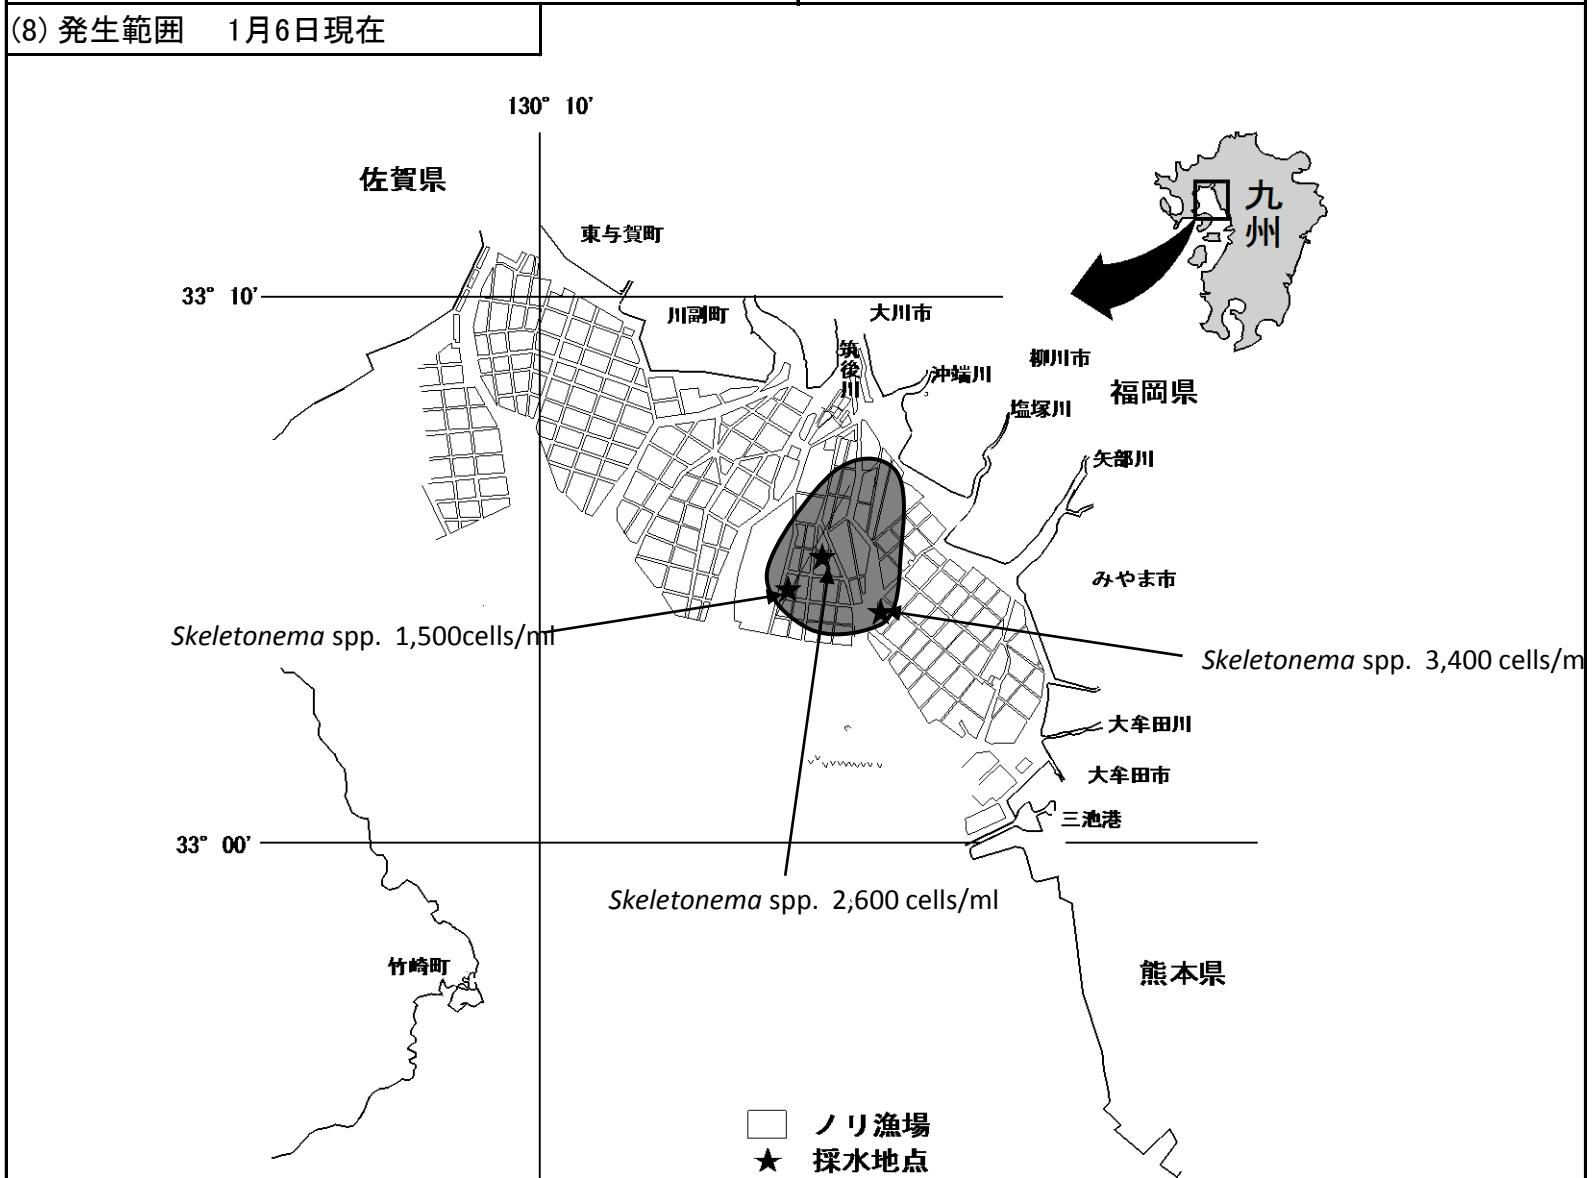 (8) 発生範囲　1月6日現在
130° 10'
佐賀県
九州
東与賀町
33° 10'
川副町
大川市
筑後川
沖端川
柳川市
福岡県
塩塚川
矢部川
みやま市
Skeletonema spp. 1,500cells/ml
Skeletonema spp. 3,400 cells/m
大牟田川
大牟田市
三池港
33° 00'
Skeletonema spp. 2,600 cells/ml
竹崎町
熊本県
ノリ漁場
採水地点